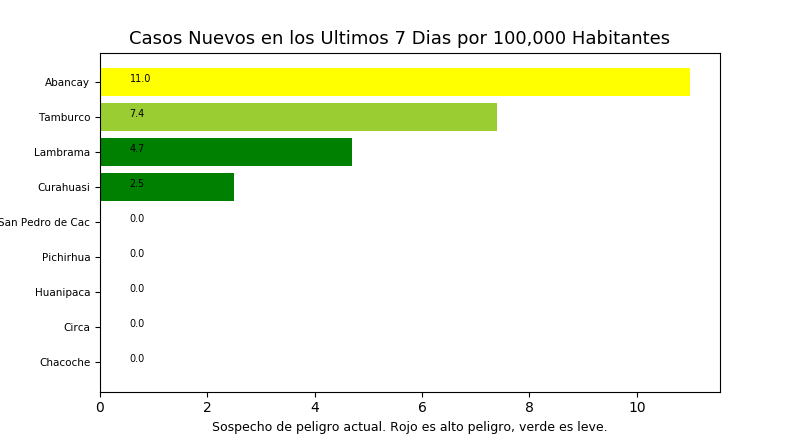 Casos Nuevos en los Ultimos 7 Dias por 100,000 Habitantes
Abancay 11.0
Tamburco 7.4
Lambrama 4.7
Curahuasi 2.5
San Pedro de Cac 0.0
Pichirhua 0.0
Huanipaca 0.0
Circa 0.0
Chacoche 0.0
0 2 4 6 8 10
Sospecho de peligro actual. Rojo es alto peligro, verde es leve.